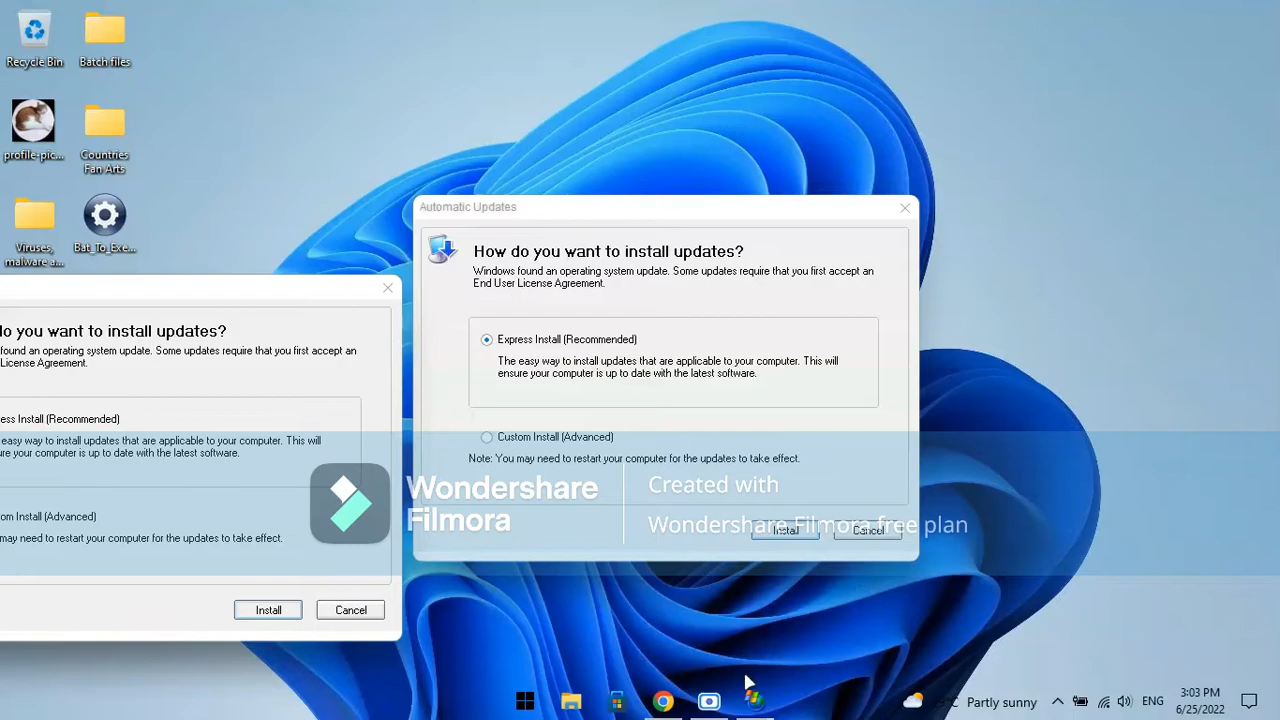 Recycle Bin
Batch files
profile-pic...
Countries
Fan Arts
Viruses,
malware a...
Bat_To_Exe...
Automatic Updates
How do you want to install updates?
Windows found an operating system update. Some updates require that you first accept an
End User License Agreement.
Express Install (Recommended)
The easy way to install updates that are applicable to your computer. This will
ensure your computer is up to date with the latest software.
Custom Install (Advanced)
Note: You may need to restart your computer for the updates to take effect.
Install
Cancel
do you want to install updates?
found an operating system update. Some updates require that you first accept an
License Agreement.
ess Install (Recommended)
easy way to install updates that are applicable to your computer. This will
re your computer is up to date with the latest software.
om Install (Advanced)
may need to restart your computer for the updates to take effect.
Install
Cancel
Wondershare
Filmora
Created with
Wondershare Filmora free plan
Partly sunny
ENG
3:03 PM
6/25/2022